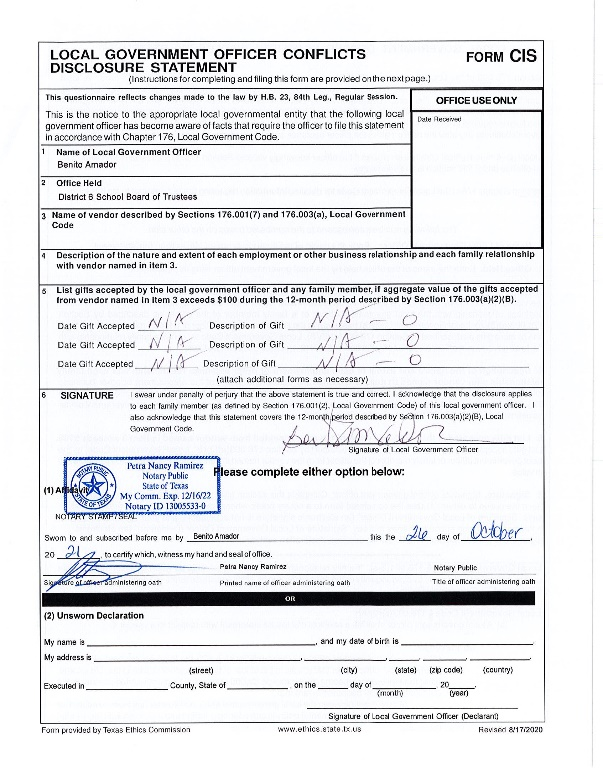 LOCAL GOVERNMENT OFFICER CONFLICTS
DISCLOSURE STATEMENT
FORM CIS
(Instructions for completing and filing this form are provided on the next page.)
This questionnaire reflects changes made to the law by H.B. 23, 84th Leg., Regular Session.
OFFICE USE ONLY
This is the notice to the appropriate local governmental entity that the following local
government officer has become aware of facts that require the officer to file this statement
in accordance with Chapter 176, Local Government Code.
Date Received
1 Name of Local Government Officer
Benito Amador
2 Office Held
District 6 School Board of Trustees
3 Name of vendor described by Sections 176.001(7) and 176.003(a), Local Government
Code
4 Description of the nature and extent of each employment or other business relationship and each family relationship
with vendor named in item 3.
5 List gifts accepted by the local government officer and any family member, if aggregate value of the gifts accepted
from vendor named in item 3 exceeds $100 during the 12-month period described by Section 176.003(a)(2)(B).
Date Gift Accepted N/A Description of Gift N/A - 0
Date Gift Accepted N/A Description of Gift N/A - 0
Date Gift Accepted N/A Description of Gift N/A - 0
(attach additional forms as necessary)
6 SIGNATURE I swear under penalty of perjury that the above statement is true and correct. I acknowledge that the disclosure applies
to each family member (as defined by Section 176.001(2), Local Government Code) of this local government officer. I
also acknowledge that this statement covers the 12-month period described by Section 176.003(a)(2)(B), Local
Government Code.
Signature of Local Government Officer
NOTARY PUBLIC
STATE OF TEXAS
Petra Nancy Ramirez
Notary Public
State of Texas
My Comm. Exp. 12/16/22
Notary ID 13005533-0
Please complete either option below:
(1) Affidavit
NOTARY STAMP/SEAL
Sworn to and subscribed before me by Benito Amador this the 26 day of October,
20 21, to certify which, witness my hand and seal of office.
Petra Nancy Ramirez Notary Public
Signature of officer administering oath Printed name of officer administering oath Title of officer administering oath
OR
(2) Unsworn Declaration
My name is , and my date of birth is
My address is , , , , .
(street) (city) (state) (zip code) (country)
Executed in County, State of , on the day of 20 .
(month) (year)
Signature of Local Government Officer (Declarant)
Form provided by Texas Ethics Commission www.ethics.state.tx.us Revised 8/17/2020